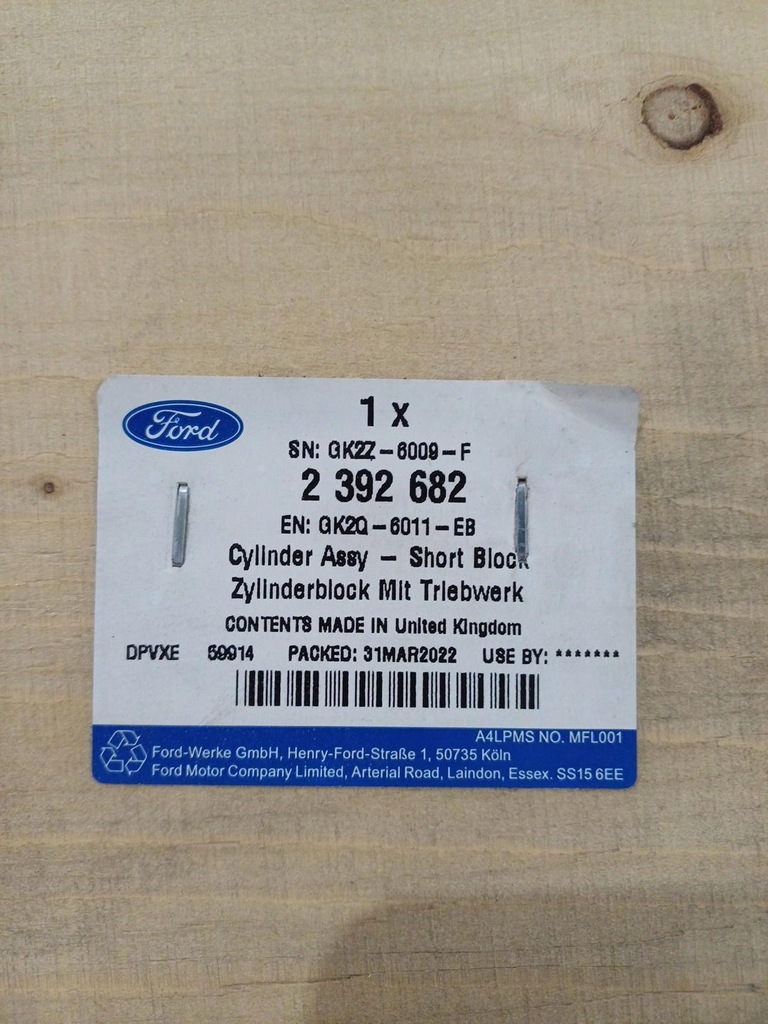 Ford
1 x
SN: GK2Z-6009-F
2 392 682
EN: GK2Q-6011-EB
Cylinder Assy - Short Block
Zylinderblock Mit Triebwerk
CONTENTS MADE IN United Kingdom
DPVXE 59914 PACKED: 31MAR2022 USE BY: *******
A4LPMS NO. MFL001
Ford-Werke GmbH, Henry-Ford-Straße 1, 50735 Köln
Ford Motor Company Limited, Arterial Road, Laindon, Essex. SS15 6EE